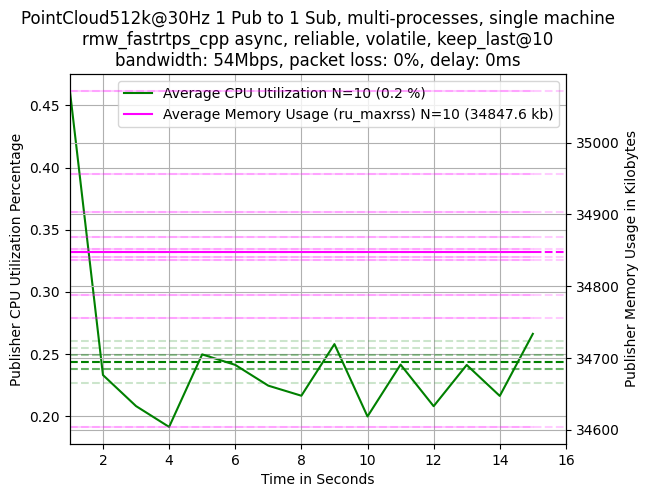 PointCloud512k@30Hz 1 Pub to 1 Sub, multi-processes, single machine
rmw_fastrtps_cpp async, reliable, volatile, keep_last@10
bandwidth: 54Mbps, packet loss: 0%, delay: 0ms
Average CPU Utilization N=10 (0.2 %)
Average Memory Usage (ru_maxrss) N=10 (34847.6 kb)
Publisher CPU Utilization Percentage
0.45
0.40
0.35
0.30
0.25
0.20
35000
34900
34800
34700
34600
Publisher Memory Usage in Kilobytes
2 4 6 8 10 12 14 16
Time in Seconds